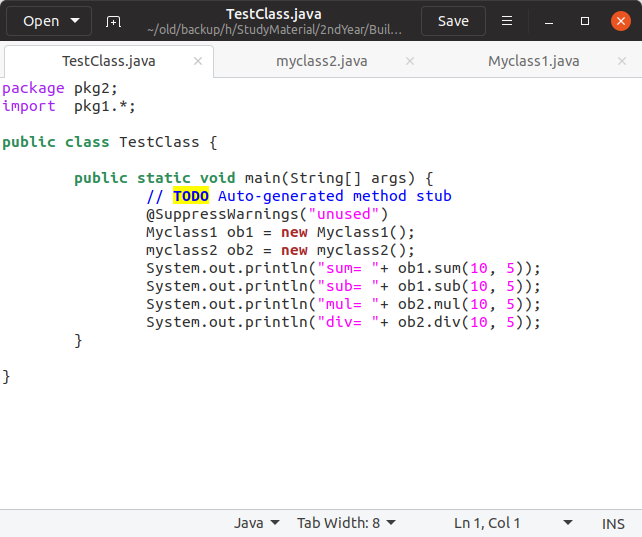 Open
TestClass.java
~/old/backup/h/StudyMaterial/2ndYear/Buil...
Save
TestClass.java
myclass2.java
Myclass1.java
package pkg2;
import  pkg1.*;
public class TestClass {
public static void main(String[] args) {
// TODO Auto-generated method stub
@SuppressWarnings("unused")
Myclass1 ob1 = new Myclass1();
myclass2 ob2 = new myclass2();
System.out.println("sum= "+ ob1.sum(10, 5));
System.out.println("sub= "+ ob1.sub(10, 5));
System.out.println("mul= "+ ob2.mul(10, 5));
System.out.println("div= "+ ob2.div(10, 5));
}
}
Java
Tab Width: 8
Ln 1, Col 1
INS